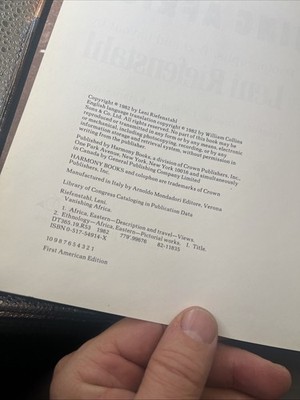 Copyright © 1982 by Leni Riefenstahl
English language translation copyright © 1982 by William Collins
Sons & Co. Ltd. All rights reserved. No part of this book may be
reproduced or transmitted in any form or by any means, electronic
or mechanical, including photocopying, recording, or by any
information storage and retrieval system, without permission in
writing from the publisher.
Published by Harmony Books, a division of Crown Publishers, Inc.,
One Park Avenue, New York, New York 10016 and simultaneously
in Canada by General Publishing Company Limited
HARMONY BOOKS and colophon are trademarks of Crown
Publishers, Inc.
Manufactured in Italy by Arnoldo Mondadori Editore, Verona
Library of Congress Cataloging in Publication Data
Riefenstahl, Leni.
Vanishing Africa.
1. Africa, Eastern—Description and travel—Views.
2. Ethnology—Africa, Eastern—Pictorial works. I. Title.
DT365.19.R53 1982 779'.99676 82-11835
ISBN 0-517-54914-X
10 9 8 7 6 5 4 3 2 1
First American Edition